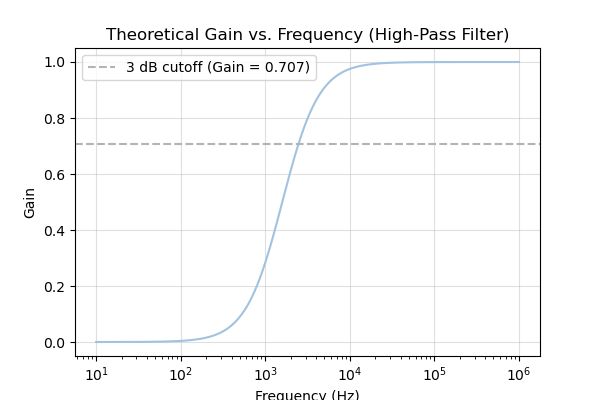 Theoretical Gain vs. Frequency (High-Pass Filter)
3 dB cutoff (Gain = 0.707)
Gain
1.0
0.8
0.6
0.4
0.2
0.0
10¹ 10² 10³ 10⁴ 10⁵ 10⁶
Frequency (Hz)